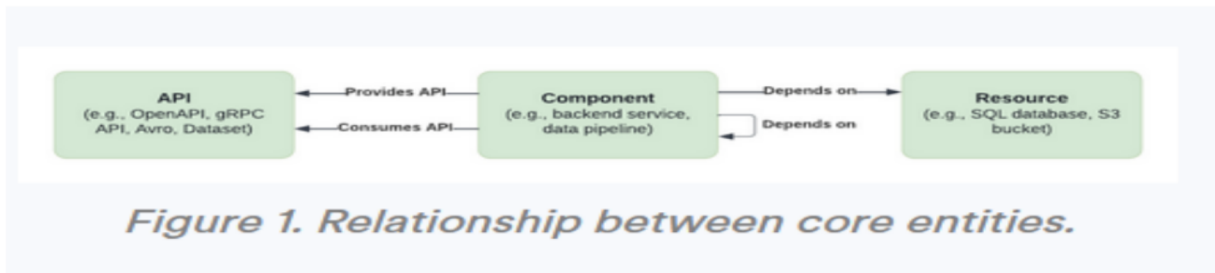 API
(e.g., OpenAPI, gRPC
API, Avro, Dataset)
Provides API
Consumes API
Component
(e.g., backend service,
data pipeline)
Depends on
Depends on
Resource
(e.g., SQL database, S3
bucket)
Figure 1. Relationship between core entities.